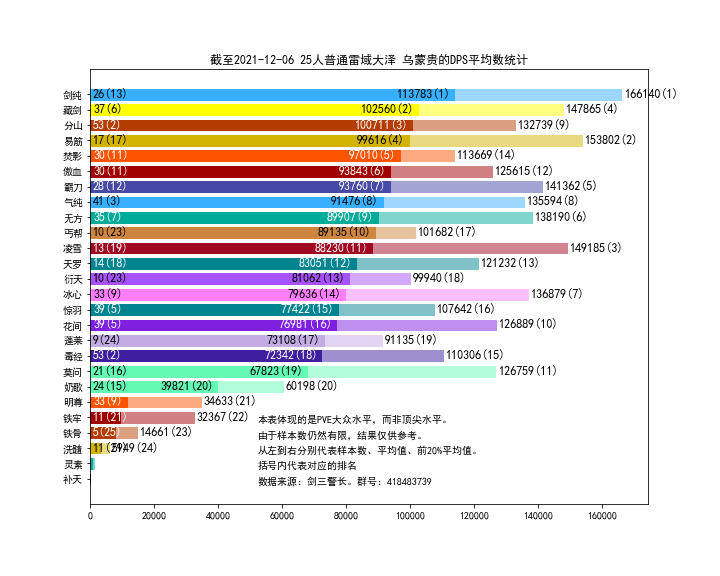 截至2021-12-06 25人普通雷域大泽 乌蒙贵的DPS平均数统计
剑纯 26(13) 113783(1) 166140(1)
藏剑 37(6) 102560(2) 147865(4)
分山 53(2) 100711(3) 132739(9)
易筋 17(17) 99616(4) 153802(2)
焚影 30(11) 97010(5) 113669(14)
傲血 30(11) 93843(6) 125615(12)
霸刀 28(12) 93760(7) 141362(5)
气纯 41(3) 91476(8) 135594(8)
无方 35(7) 89907(9) 138190(6)
丐帮 10(23) 89135(10) 101682(17)
凌雪 13(19) 88230(11) 149185(3)
天罗 14(18) 83051(12) 121232(13)
衍天 10(23) 81062(13) 99940(18)
冰心 33(9) 79636(14) 136879(7)
惊羽 39(5) 77422(15) 107642(16)
花间 39(5) 76981(16) 126889(10)
蓬莱 9(24) 73108(17) 91135(19)
毒经 53(2) 72342(18) 110306(15)
莫问 21(16) 67823(19) 126759(11)
奶歌 24(15) 39821(20) 60198(20)
明尊 33(9) 34633(21)
铁牢 11(21) 32367(22)
铁骨 5(25) 14661(23)
洗髓 11(21) (24)
灵素
补天
本表体现的是PVE大众水平，而非顶尖水平。
由于样本数仍然有限，结果仅供参考。
从左到右分别代表样本数、平均值、前20%平均值。
括号内代表对应的排名
数据来源：剑三警长。群号：418483739
0 20000 40000 60000 80000 100000 120000 140000 160000